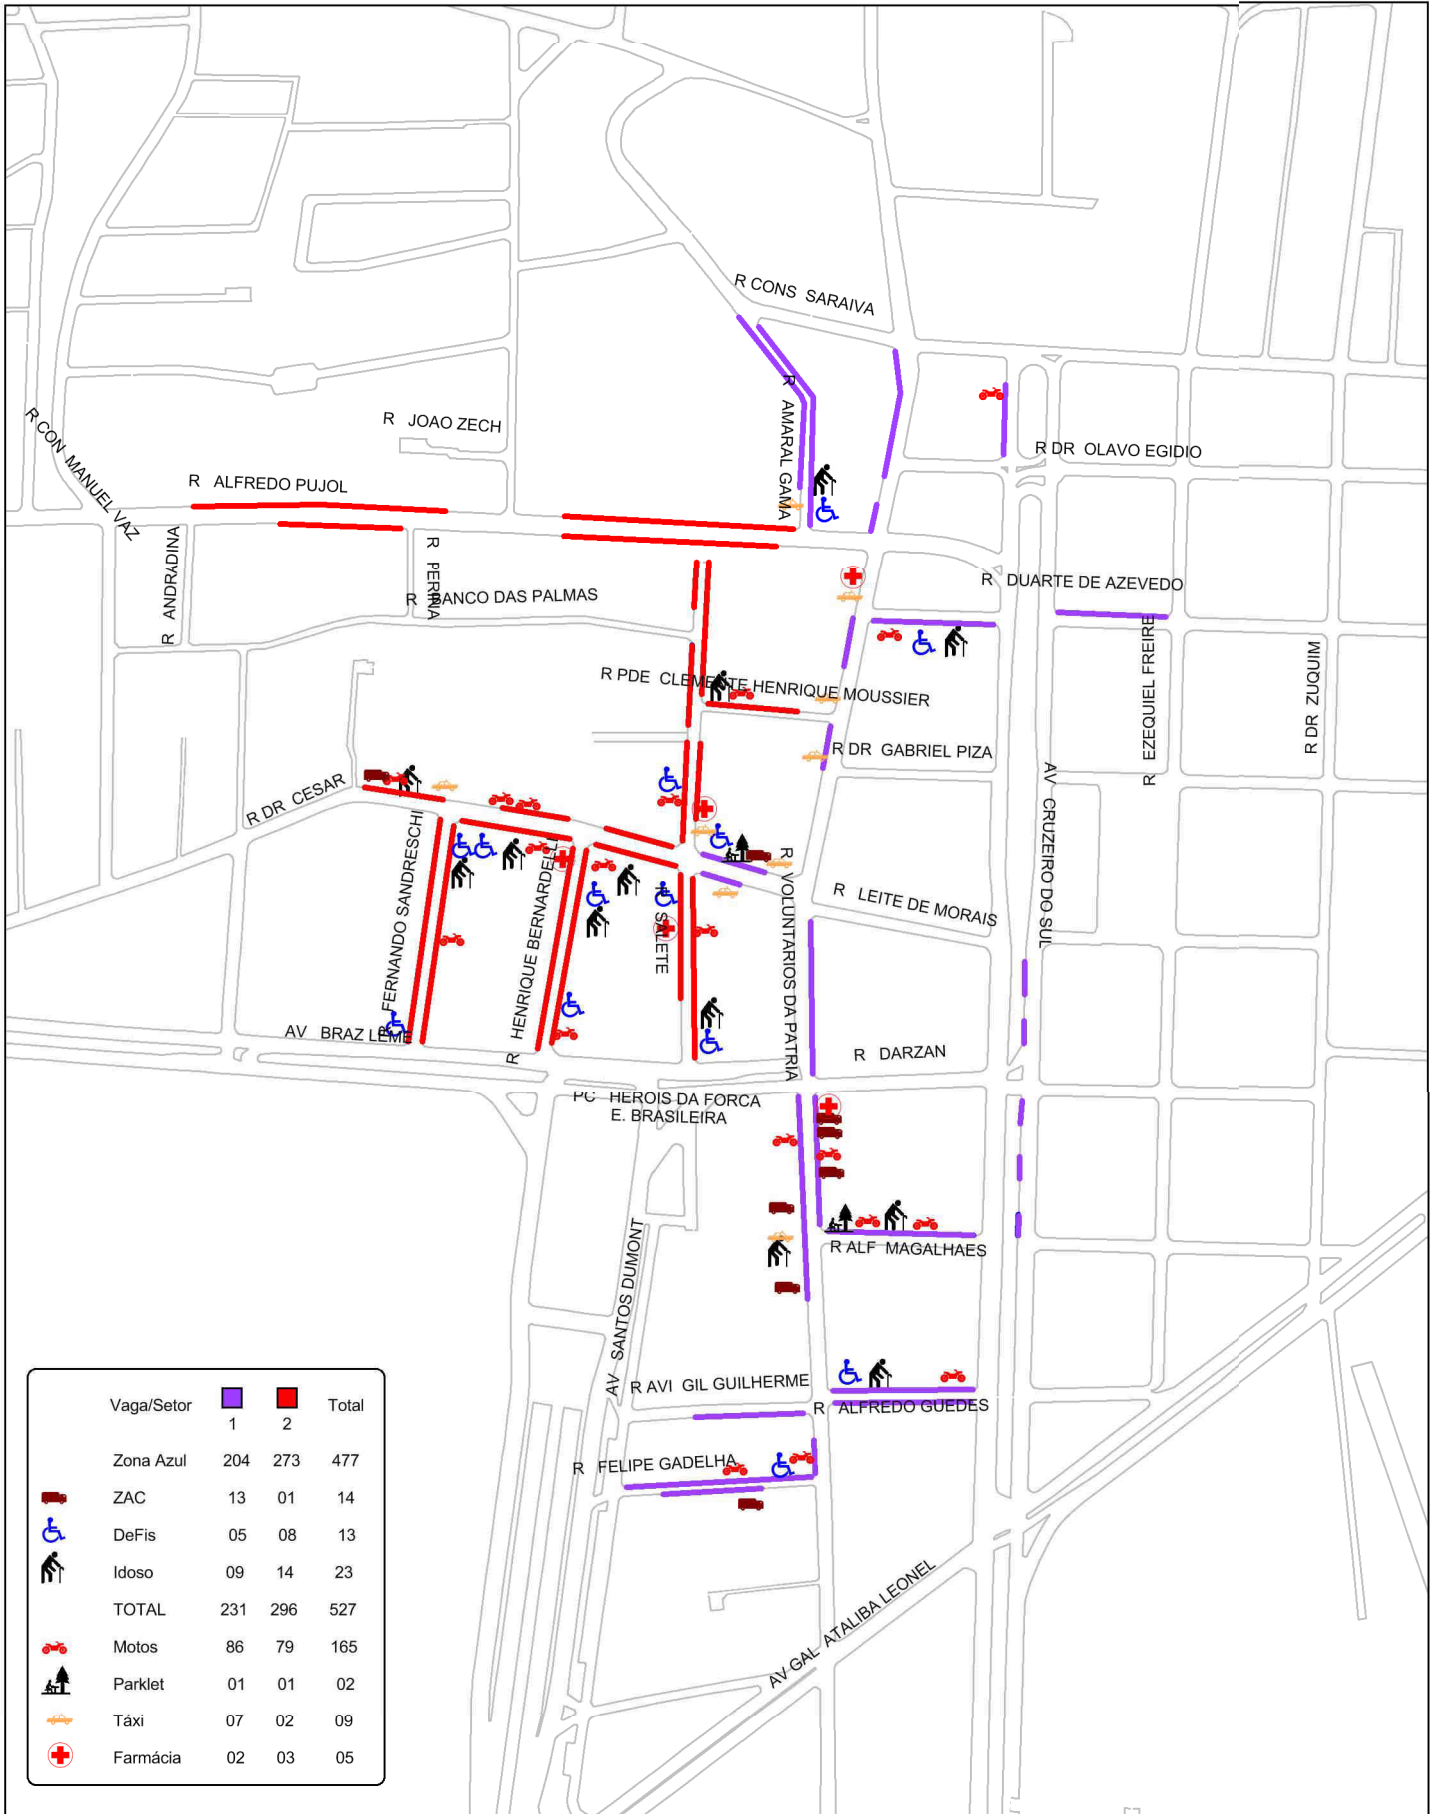 R CONS SARAIVA
R AMARAL GAMA
R JOAO ZECH
R CON MANUEL VAZ
R DR OLAVO EGIDIO
R ALFREDO PUJOL
R ANDRADINA
R PERINA
R BANCO DAS PALMAS
R DUARTE DE AZEVEDO
R EZEQUIEL FREIRE
R DR ZUQUIM
R PDE CLEMENTE HENRIQUE MOUSSIER
R DR GABRIEL PIZA
R DR CESAR
AV CRUZEIRO DO SUL
R FERNANDO SANDRESCHI
R HENRIQUE BERNARDELLI
R SALETE
R VOLUNTARIOS DA PATRIA
R LEITE DE MORAIS
AV BRAZ LEME
R DARZAN
PC HEROIS DA FORCA
E. BRASILEIRA
AV SANTOS DUMONT
R ALF MAGALHAES
R AVI GIL GUILHERME
R ALFREDO GUEDES
R FELIPE GADELHA
AV GAL ATALIBA LEONEL
Vaga/Setor 1 2 Total
Zona Azul 204 273 477
ZAC 13 01 14
DeFis 05 08 13
Idoso 09 14 23
TOTAL 231 296 527
Motos 86 79 165
Parklet 01 01 02
Táxi 07 02 09
Farmácia 02 03 05